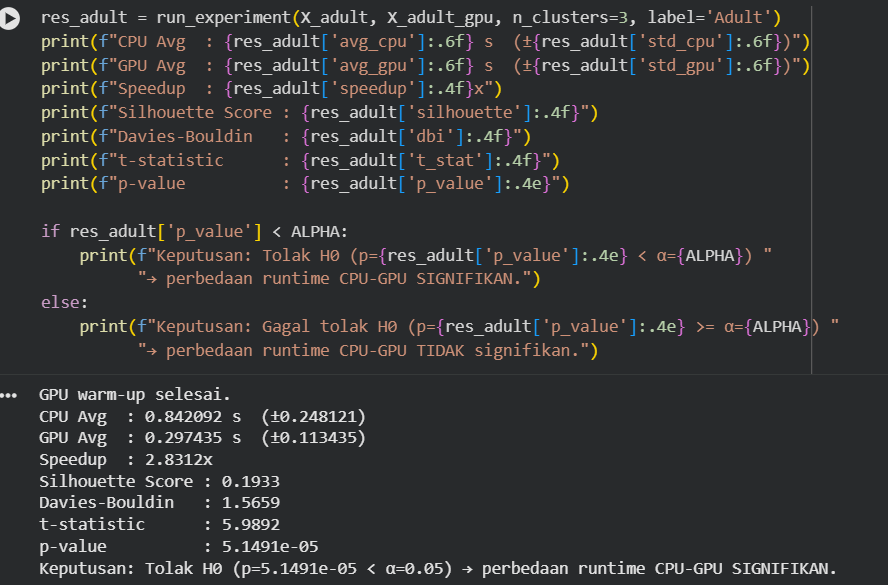 res_adult = run_experiment(X_adult, X_adult_gpu, n_clusters=3, label='Adult')
print(f"CPU Avg  : {res_adult['avg_cpu']:.6f} s  (±{res_adult['std_cpu']:.6f})")
print(f"GPU Avg  : {res_adult['avg_gpu']:.6f} s  (±{res_adult['std_gpu']:.6f})")
print(f"Speedup  : {res_adult['speedup']:.4f}x")
print(f"Silhouette Score : {res_adult['silhouette']:.4f}")
print(f"Davies-Bouldin   : {res_adult['dbi']:.4f}")
print(f"t-statistic      : {res_adult['t_stat']:.4f}")
print(f"p-value          : {res_adult['p_value']:.4e}")

if res_adult['p_value'] < ALPHA:
    print(f"Keputusan: Tolak H0 (p={res_adult['p_value']:.4e} < α={ALPHA}) "
          "→ perbedaan runtime CPU-GPU SIGNIFIKAN.")
else:
    print(f"Keputusan: Gagal tolak H0 (p={res_adult['p_value']:.4e} >= α={ALPHA}) "
          "→ perbedaan runtime CPU-GPU TIDAK signifikan.")
GPU warm-up selesai.
CPU Avg  : 0.842092 s  (±0.248121)
GPU Avg  : 0.297435 s  (±0.113435)
Speedup  : 2.8312x
Silhouette Score : 0.1933
Davies-Bouldin   : 1.5659
t-statistic      : 5.9892
p-value          : 5.1491e-05
Keputusan: Tolak H0 (p=5.1491e-05 < α=0.05) → perbedaan runtime CPU-GPU SIGNIFIKAN.